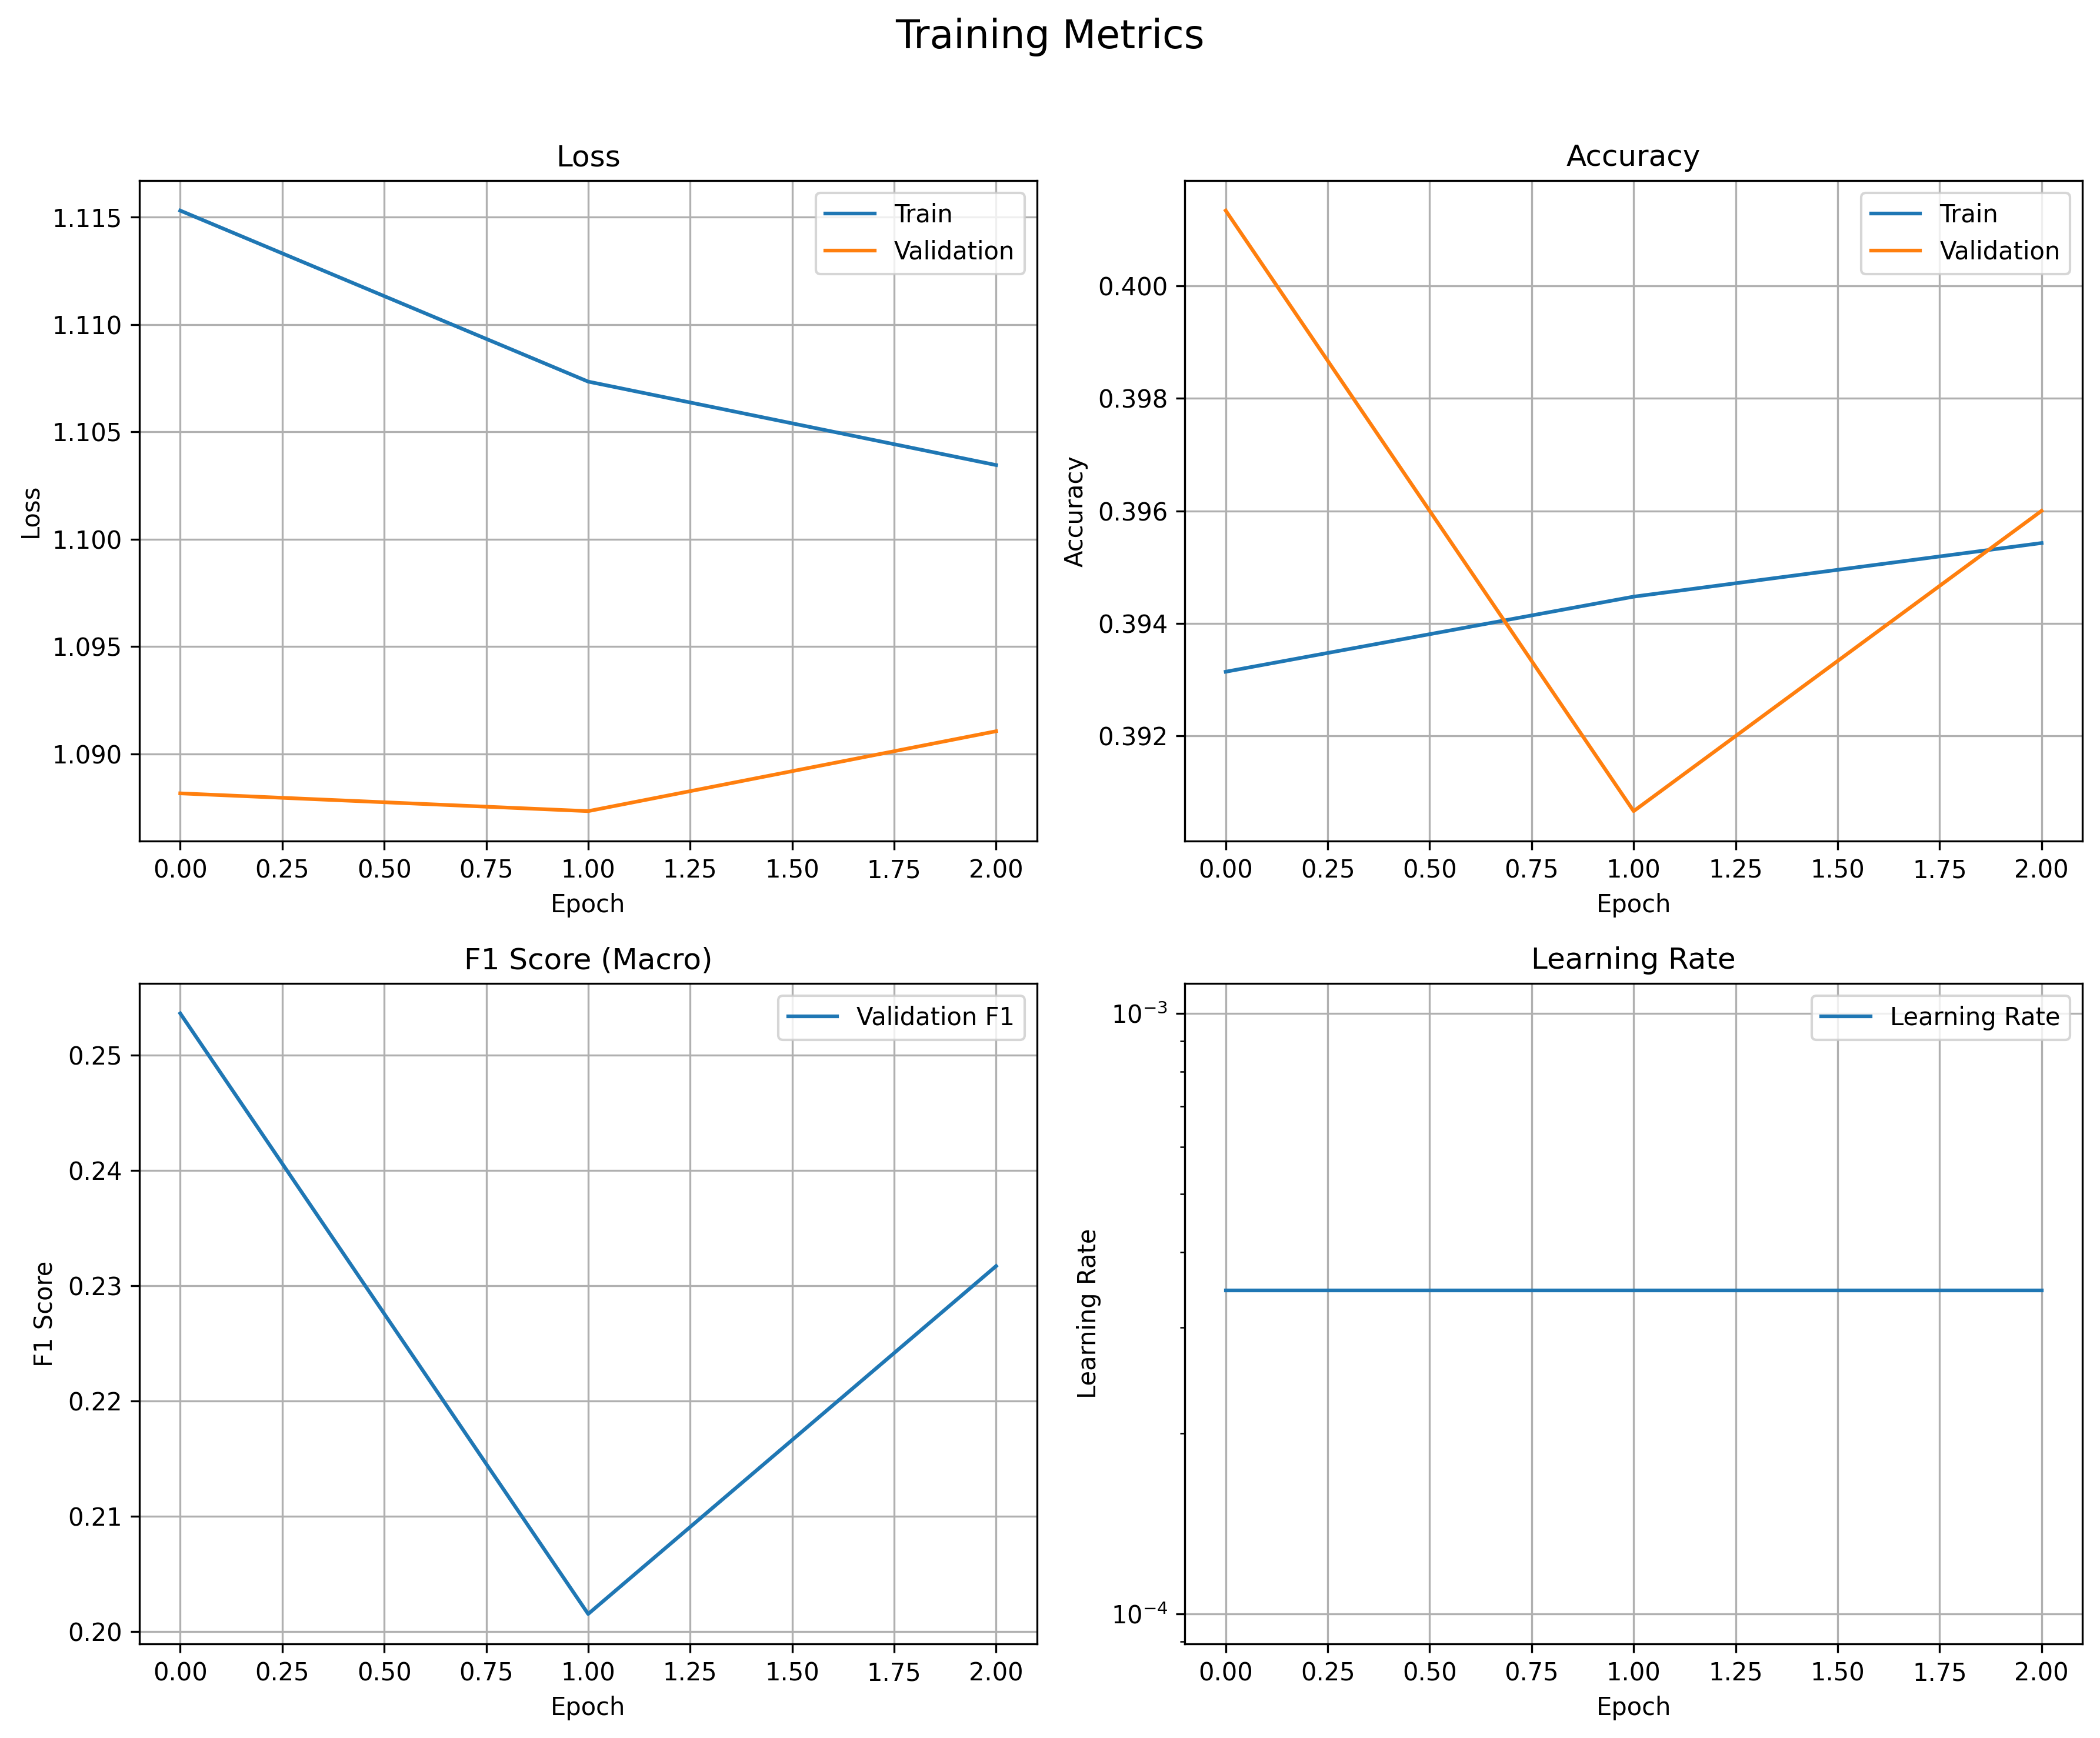 Training Metrics
Loss
Train
Validation
1.115
1.110
1.105
1.100
1.095
1.090
Loss
0.00 0.25 0.50 0.75 1.00 1.25 1.50 1.75 2.00
Epoch
Accuracy
Train
Validation
0.400
0.398
0.396
0.394
0.392
Accuracy
0.00 0.25 0.50 0.75 1.00 1.25 1.50 1.75 2.00
Epoch
F1 Score (Macro)
Validation F1
0.25
0.24
0.23
0.22
0.21
0.20
F1 Score
0.00 0.25 0.50 0.75 1.00 1.25 1.50 1.75 2.00
Epoch
Learning Rate
Learning Rate
10⁻³
10⁻⁴
Learning Rate
0.00 0.25 0.50 0.75 1.00 1.25 1.50 1.75 2.00
Epoch